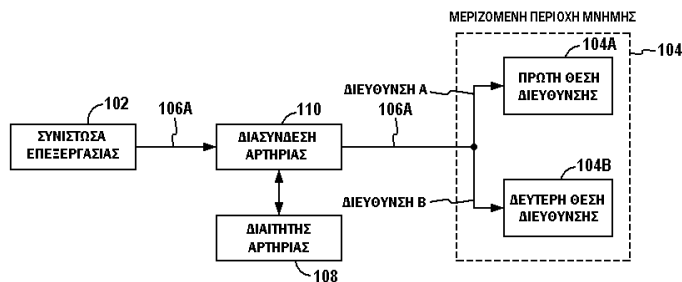 ΜΕΡΙΖΟΜΕΝΗ ΠΕΡΙΟΧΗ ΜΝΗΜΗΣ
104
104A
ΠΡΩΤΗ ΘΕΣΗ
ΔΙΕΥΘΥΝΣΗΣ
ΔΙΕΥΘΥΝΣΗ Α
102
106A
110
106A
ΣΥΝΙΣΤΩΣΑ
ΕΠΕΞΕΡΓΑΣΙΑΣ
ΔΙΑΣΥΝΔΕΣΗ
ΑΡΤΗΡΙΑΣ
104B
ΔΙΕΥΘΥΝΣΗ Β
ΔΕΥΤΕΡΗ ΘΕΣΗ
ΔΙΕΥΘΥΝΣΗΣ
ΔΙΑΙΤΗΤΗΣ
ΑΡΤΗΡΙΑΣ
108